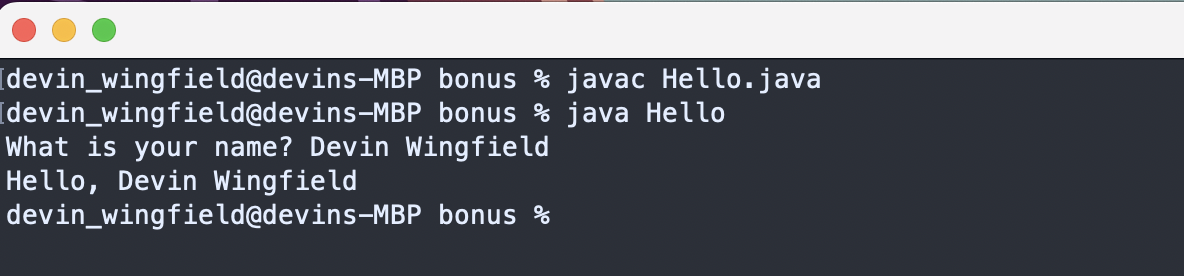 devin_wingfield@devins-MBP bonus % javac Hello.java
devin_wingfield@devins-MBP bonus % java Hello
What is your name? Devin Wingfield
Hello, Devin Wingfield
devin_wingfield@devins-MBP bonus %